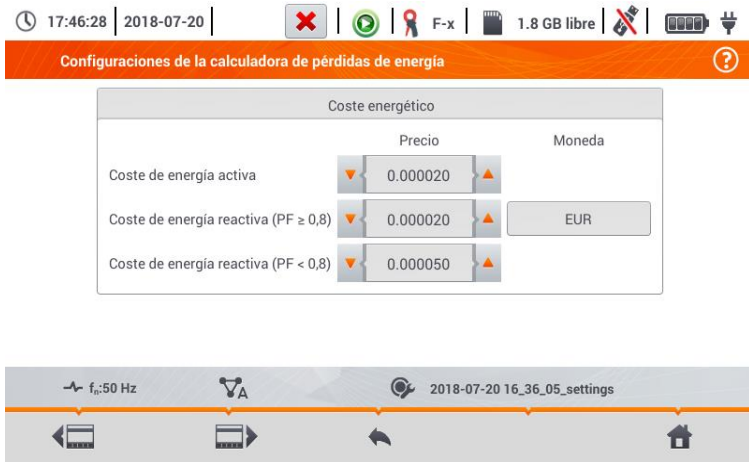 17:46:28 2018-07-20 F-x 1.8 GB libre
Configuraciones de la calculadora de pérdidas de energía ?
Coste energético
Precio Moneda
Coste de energía activa 0.000020
Coste de energía reactiva (PF ≥ 0,8) 0.000020 EUR
Coste de energía reactiva (PF < 0,8) 0.000050
fn:50 Hz A 2018-07-20 16_36_05_settings